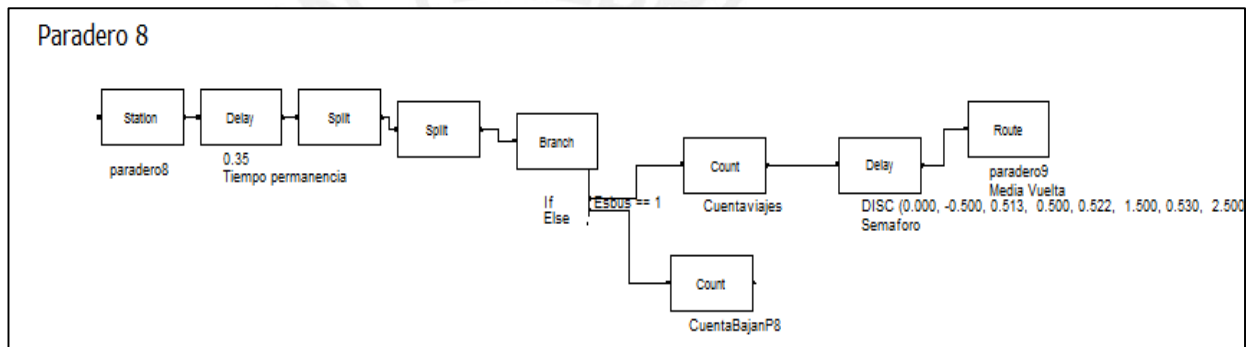 Paradero 8
Station
Delay
Split
Split
Branch
Count
Delay
Route
paradero8
0.35
Tiempo permanencia
If Esbus == 1
Else
Cuentaviajes
DISC (0.000, -0.500, 0.513, 0.500, 0.522, 1.500, 0.530, 2.500
Semaforo
paradero9
Media Vuelta
Count
CuentaBajanP8